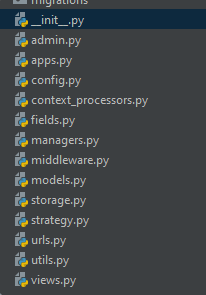 migrations
__init__.py
admin.py
apps.py
config.py
context_processors.py
fields.py
managers.py
middleware.py
models.py
storage.py
strategy.py
urls.py
utils.py
views.py